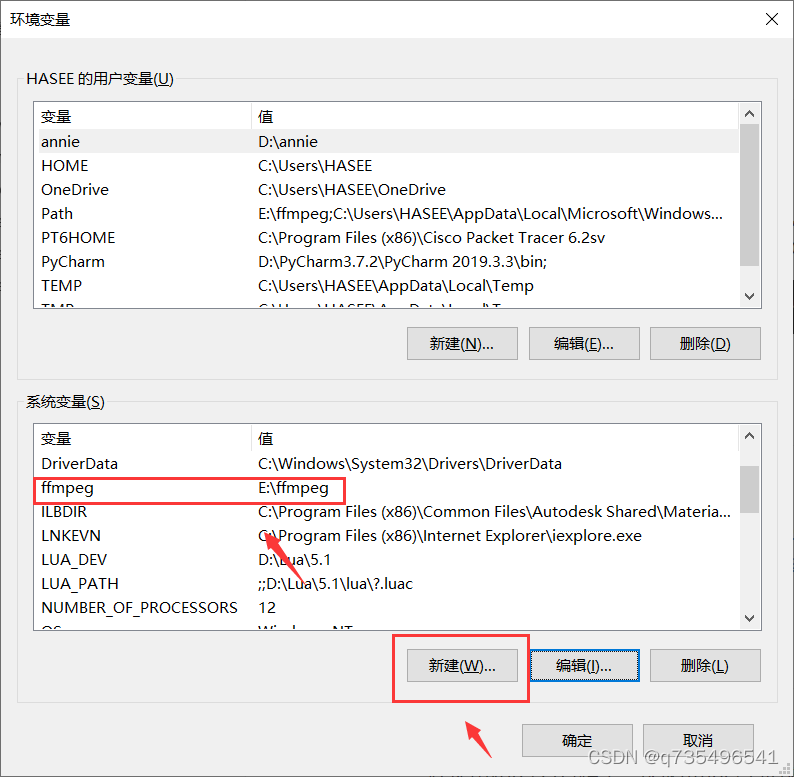 环境变量
HASEE 的用户变量(U)
变量 值
annie D:\annie
HOME C:\Users\HASEE
OneDrive C:\Users\HASEE\OneDrive
Path E:\ffmpeg;C:\Users\HASEE\AppData\Local\Microsoft\Windows...
PT6HOME C:\Program Files (x86)\Cisco Packet Tracer 6.2sv
PyCharm D:\PyCharm3.7.2\PyCharm 2019.3.3\bin;
TEMP C:\Users\HASEE\AppData\Local\Temp
新建(N)... 编辑(E)... 删除(D)
系统变量(S)
变量 值
DriverData C:\Windows\System32\Drivers\DriverData
ffmpeg E:\ffmpeg
ILBDIR C:\Program Files (x86)\Common Files\Autodesk Shared\Materia...
LNKEVN C:\Program Files (x86)\Internet Explorer\iexplore.exe
LUA_DEV D:\Lua\5.1
LUA_PATH ;;D:\Lua\5.1\lua\?.luac
NUMBER_OF_PROCESSORS 12
新建(W)... 编辑(I)... 删除(L)
确定 取消
CSDN @q735496541